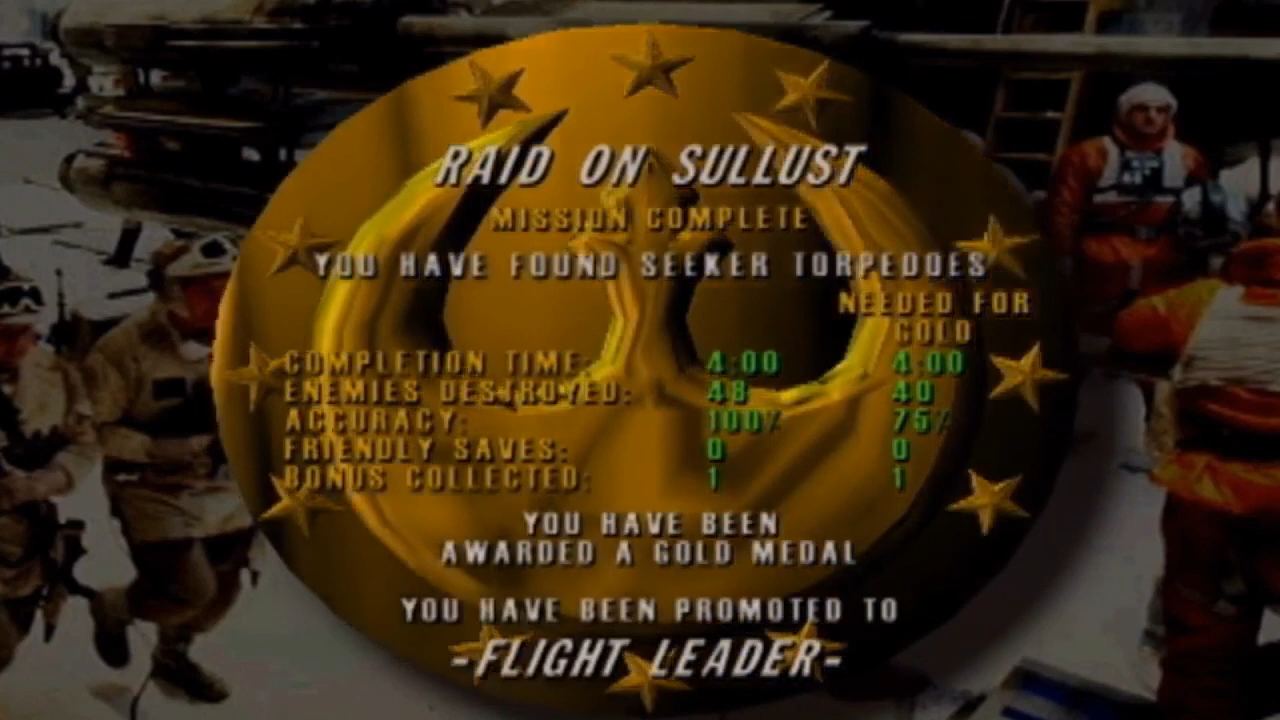 RAID ON SULLUST
MISSION COMPLETE
YOU HAVE FOUND SEEKER TORPEDOES
NEEDED FOR
GOLD
COMPLETION TIME: 4:00 4:00
ENEMIES DESTROYED: 48 40
ACCURACY: 100% 75%
FRIENDLY SAVES: 0 0
BONUS COLLECTED: 1 1
YOU HAVE BEEN
AWARDED A GOLD MEDAL
YOU HAVE BEEN PROMOTED TO
-FLIGHT LEADER-